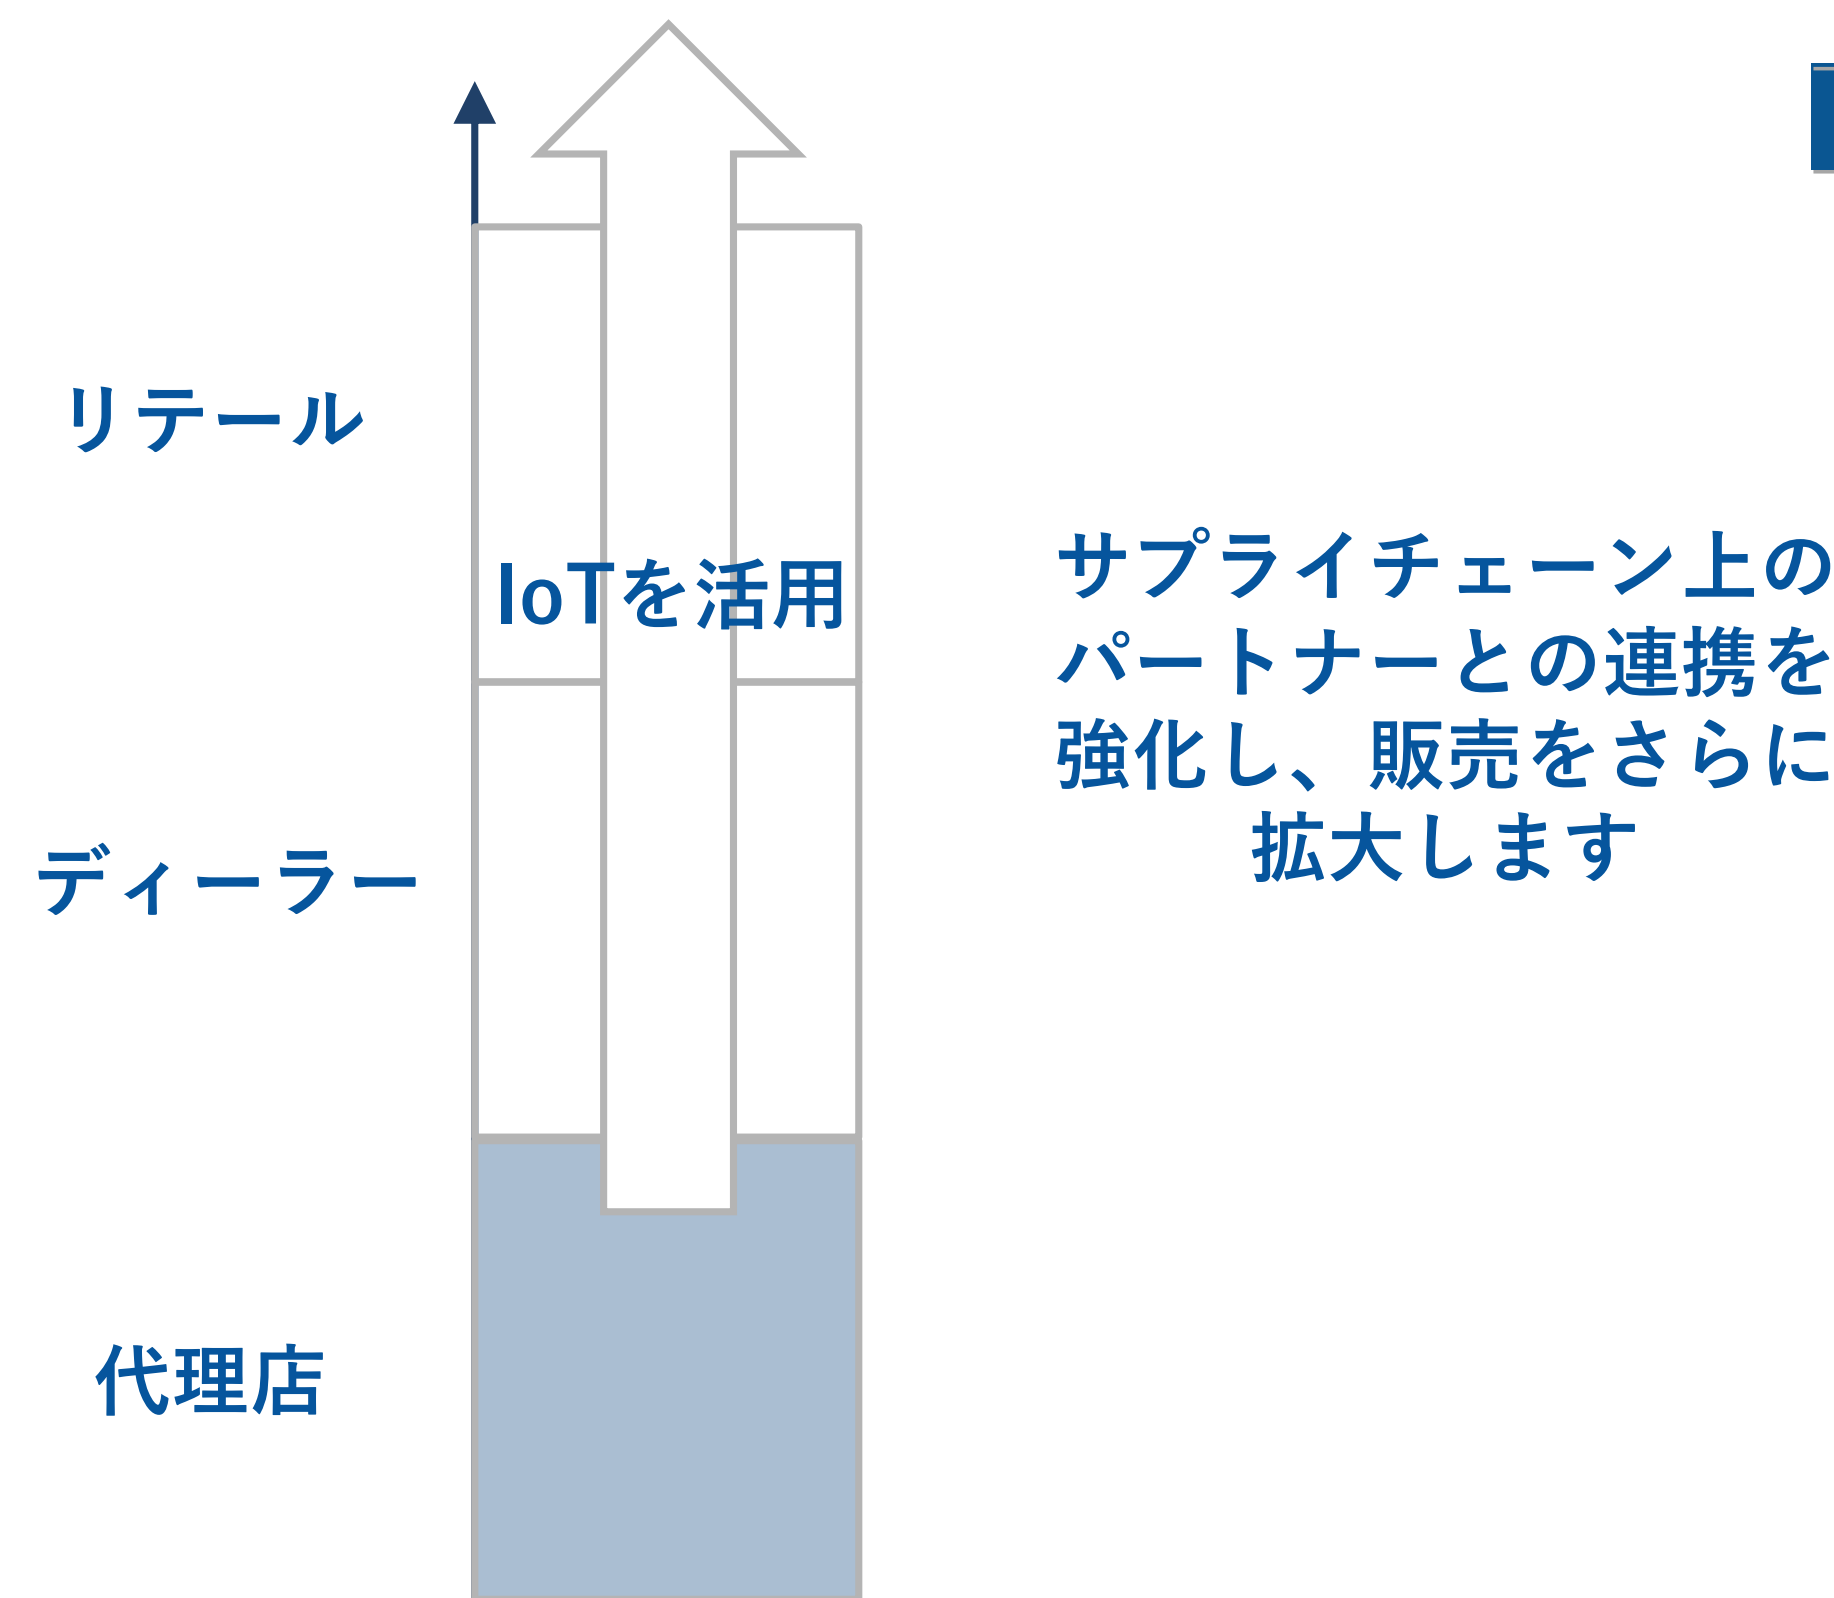 リテール
IoTを活用
ディーラー
代理店
サプライチェーン上の
パートナーとの連携を
強化し、販売をさらに
拡大します